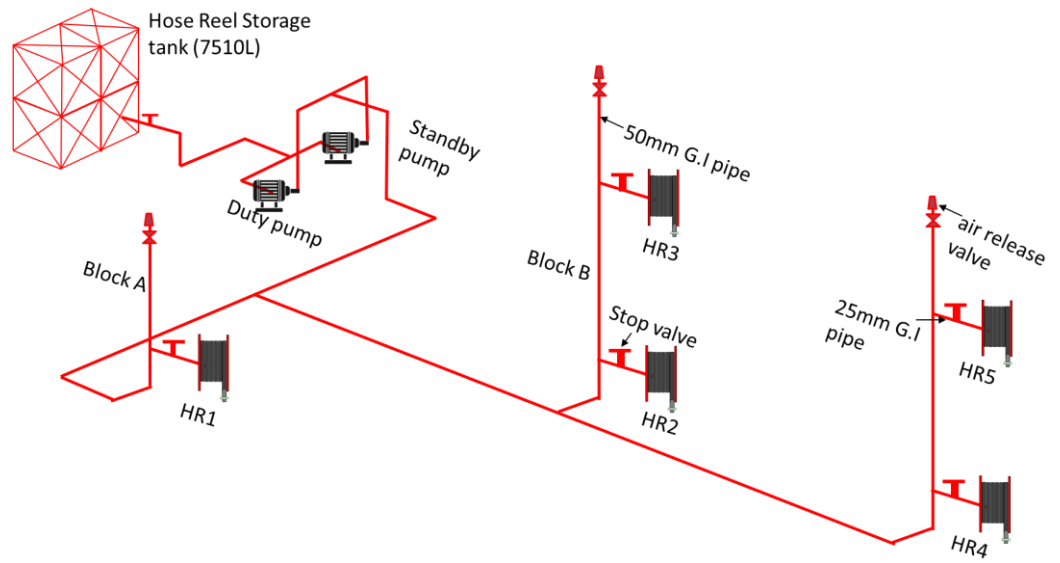 Hose Reel Storage
tank (7510L)
Standby
pump
Duty pump
50mm G.I pipe
HR3
air release
valve
Block A
Block B
Stop valve
25mm G.I
pipe
HR5
HR1
HR2
HR4